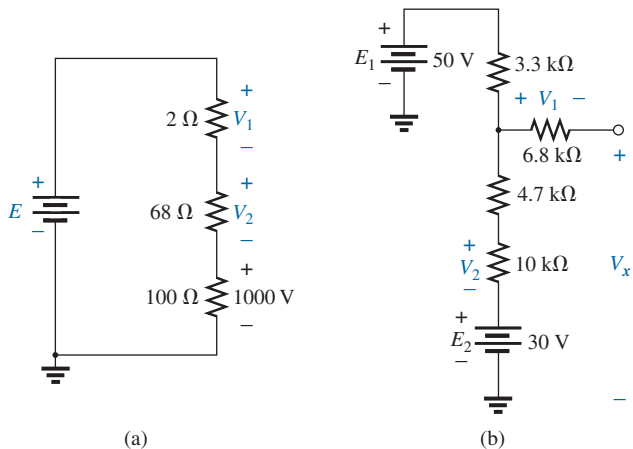 +
E
−
2 Ω
+
V1
−
68 Ω
+
V2
−
100 Ω
+
1000 V
−
(a)
+
E1
−
50 V
3.3 kΩ
+ V1 −
6.8 kΩ
4.7 kΩ
+
V2
−
10 kΩ
+
E2
−
30 V
+
Vx
−
(b)